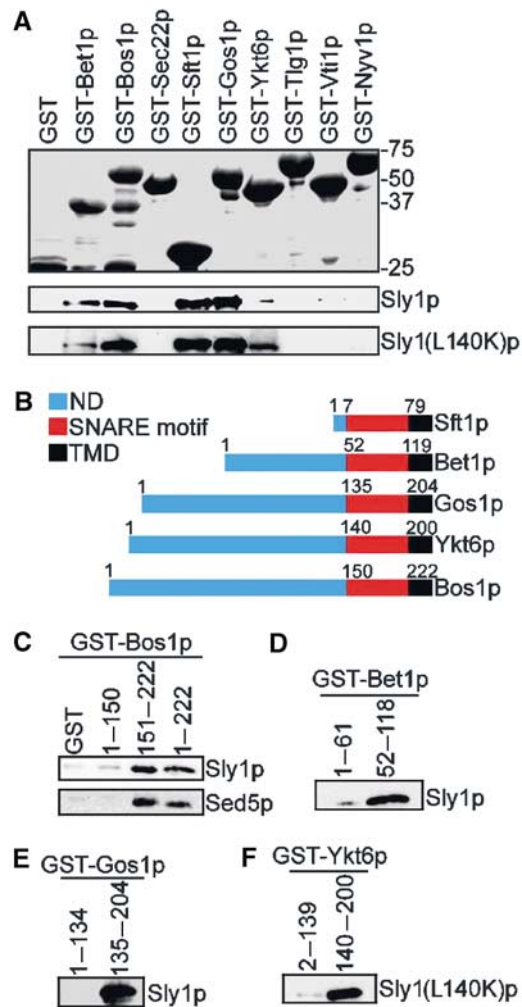 A
GST
GST-Bet1p
GST-Bos1p
GST-Sec22p
GST-Sft1p
GST-Gos1p
GST-Ykt6p
GST-Tlg1p
GST-Vti1p
GST-Nyv1p
-75
-50
-37
-25
Sly1p
Sly1(L140K)p
B
ND
SNARE motif
TMD
1 7 79
Sft1p
1 52 119
Bet1p
1 135 204
Gos1p
1 140 200
Ykt6p
1 150 222
Bos1p
C
GST-Bos1p
GST
1–150
151–222
1–222
Sly1p
Sed5p
D
GST-Bet1p
1–61
52–118
Sly1p
E
GST-Gos1p
1–134
135–204
Sly1p
F
GST-Ykt6p
2–139
140–200
Sly1(L140K)p